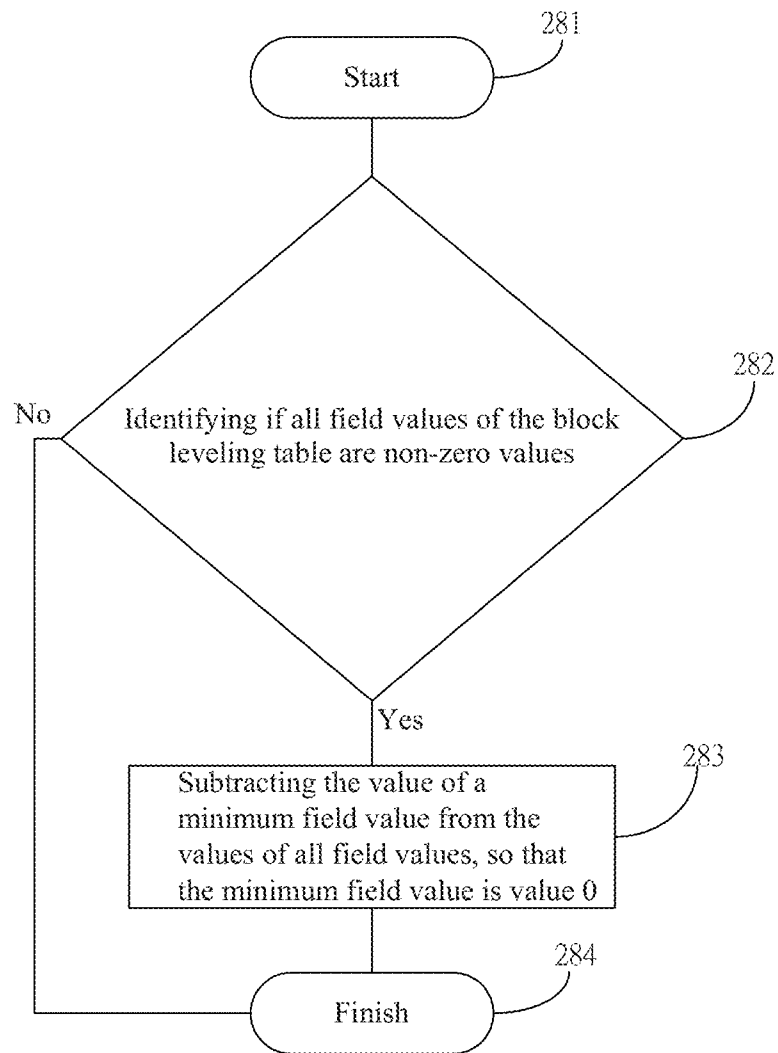 281
Start
282
No
Identifying if all field values of the block
leveling table are non-zero values
Yes
283
Subtracting the value of a
minimum field value from the
values of all field values, so that
the minimum field value is value 0
284
Finish